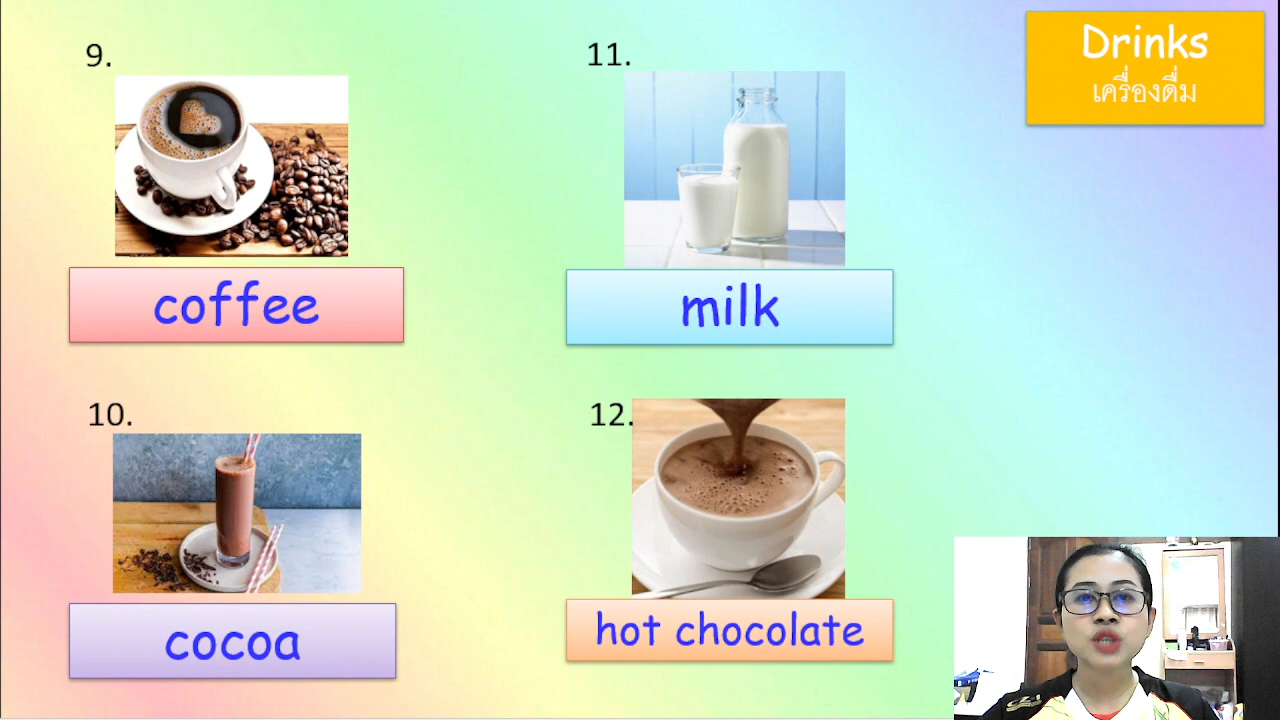 Drinks
เครื่องดื่ม
9.
coffee
10.
cocoa
11.
milk
12.
hot chocolate